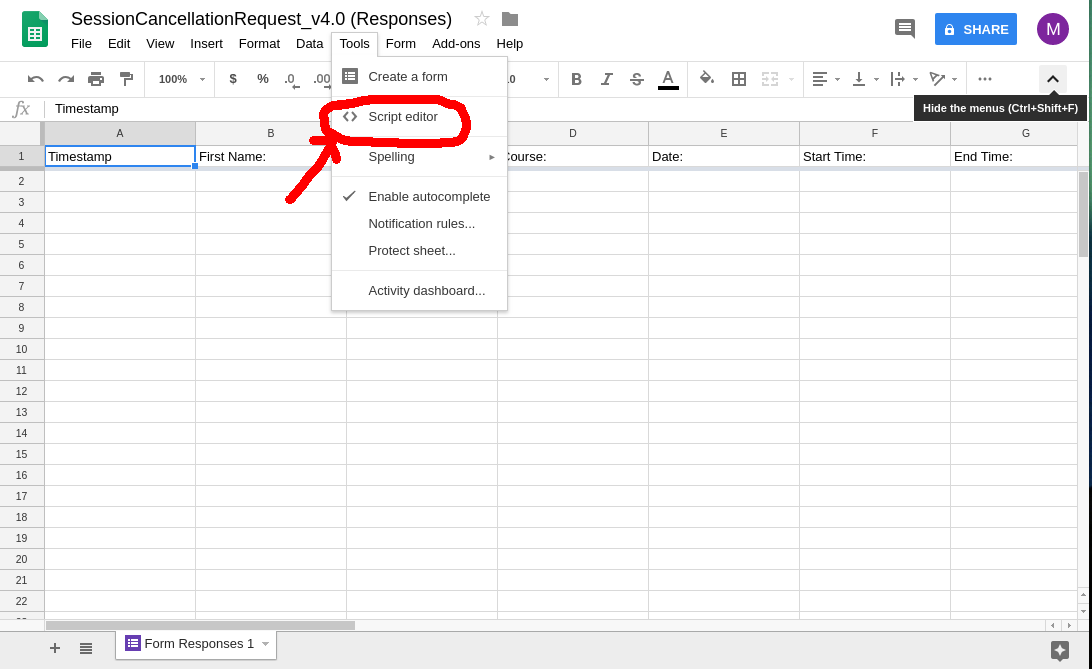 SessionCancellationRequest_v4.0 (Responses)
File Edit View Insert Format Data Tools Form Add-ons Help
SHARE
M
100% $ % .0 .00 .0 B I S A
Create a form
Script editor
Spelling
Enable autocomplete
Notification rules...
Protect sheet...
Activity dashboard...
Hide the menus (Ctrl+Shift+F)
fx Timestamp
A B D E F G
1 Timestamp First Name: Course: Date: Start Time: End Time:
2
3
4
5
6
7
8
9
10
11
12
13
14
15
16
17
18
19
20
21
22
Form Responses 1